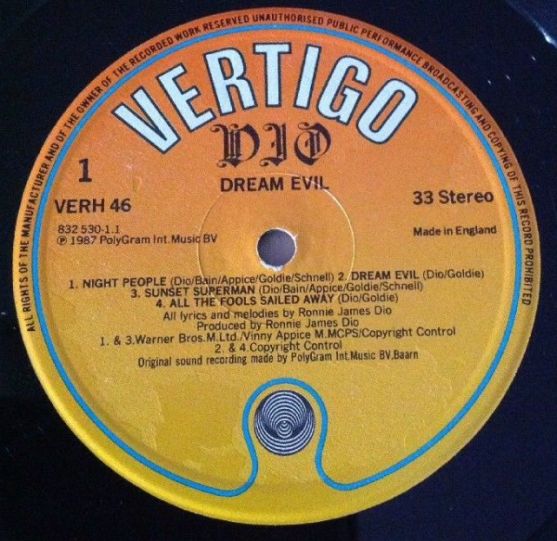 ALL RIGHTS OF THE MANUFACTURER AND OF THE OWNER OF THE RECORDED WORK RESERVED UNAUTHORISED PUBLIC PERFORMANCE BROADCASTING AND COPYING OF THIS RECORD PROHIBITED
VERTIGO
DIO
DREAM EVIL
1
VERH 46
33 Stereo
832 530-1.1
℗ 1987 PolyGram Int. Music BV
Made in England
1. NIGHT PEOPLE (Dio/Bain/Appice/Goldie/Schnell) 2. DREAM EVIL (Dio/Goldie)
3. SUNSET SUPERMAN (Dio/Bain/Appice/Goldie/Schnell)
4. ALL THE FOOLS SAILED AWAY (Dio/Goldie)
All lyrics and melodies by Ronnie James Dio
Produced by Ronnie James Dio
1. & 3.Warner Bros.M.Ltd./Vinny Appice M.MCPS/Copyright Control
2. & 4.Copyright Control
Original sound recording made by PolyGram Int.Music BV,Baarn